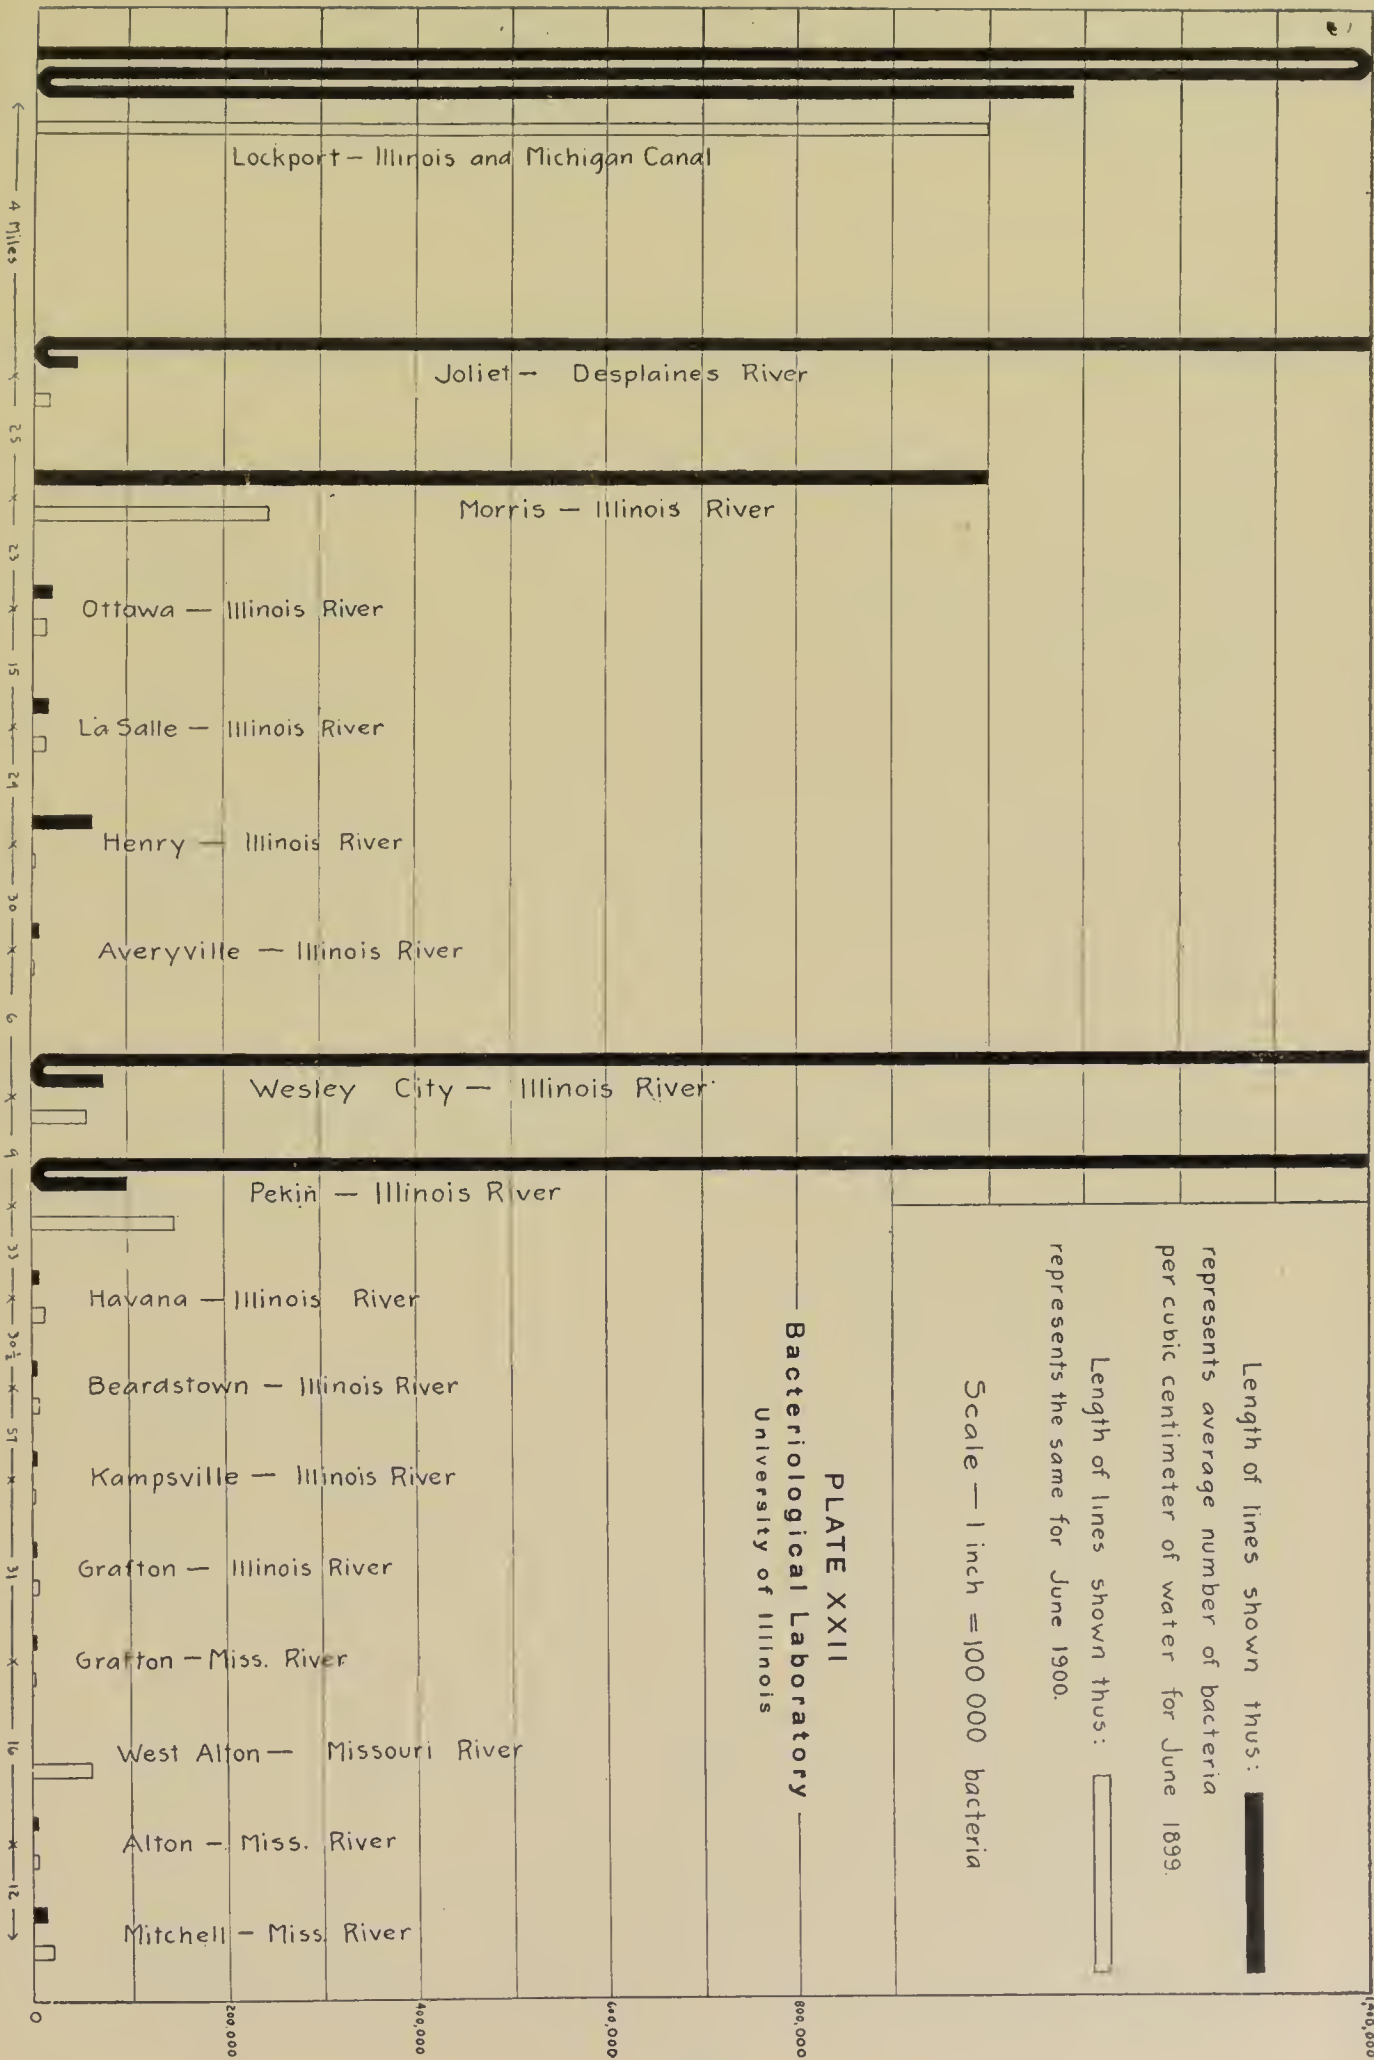 Lockport — Illinois and Michigan Canal
Joliet — Desplaines River
Morris — Illinois River
Ottawa — Illinois River
La Salle — Illinois River
Henry — Illinois River
Averyville — Illinois River
Wesley City — Illinois River
Pekin — Illinois River
Havana — Illinois River
Beardstown — Illinois River
Kampsville — Illinois River
Grafton — Illinois River
Grafton — Miss. River
West Alton — Missouri River
Alton — Miss. River
Mitchell — Miss. River
4 Miles
25
23
15
29
30
6
9
33
30½
57
31
16
12
0
200,000
400,000
600,000
800,000
1,400,000
Length of lines shown thus:
represents average number of bacteria
per cubic centimeter of water for June 1899.
Length of lines shown thus:
represents the same for June 1900.
Scale — 1 inch = 100 000 bacteria
PLATE XXII
Bacteriological Laboratory
University of Illinois